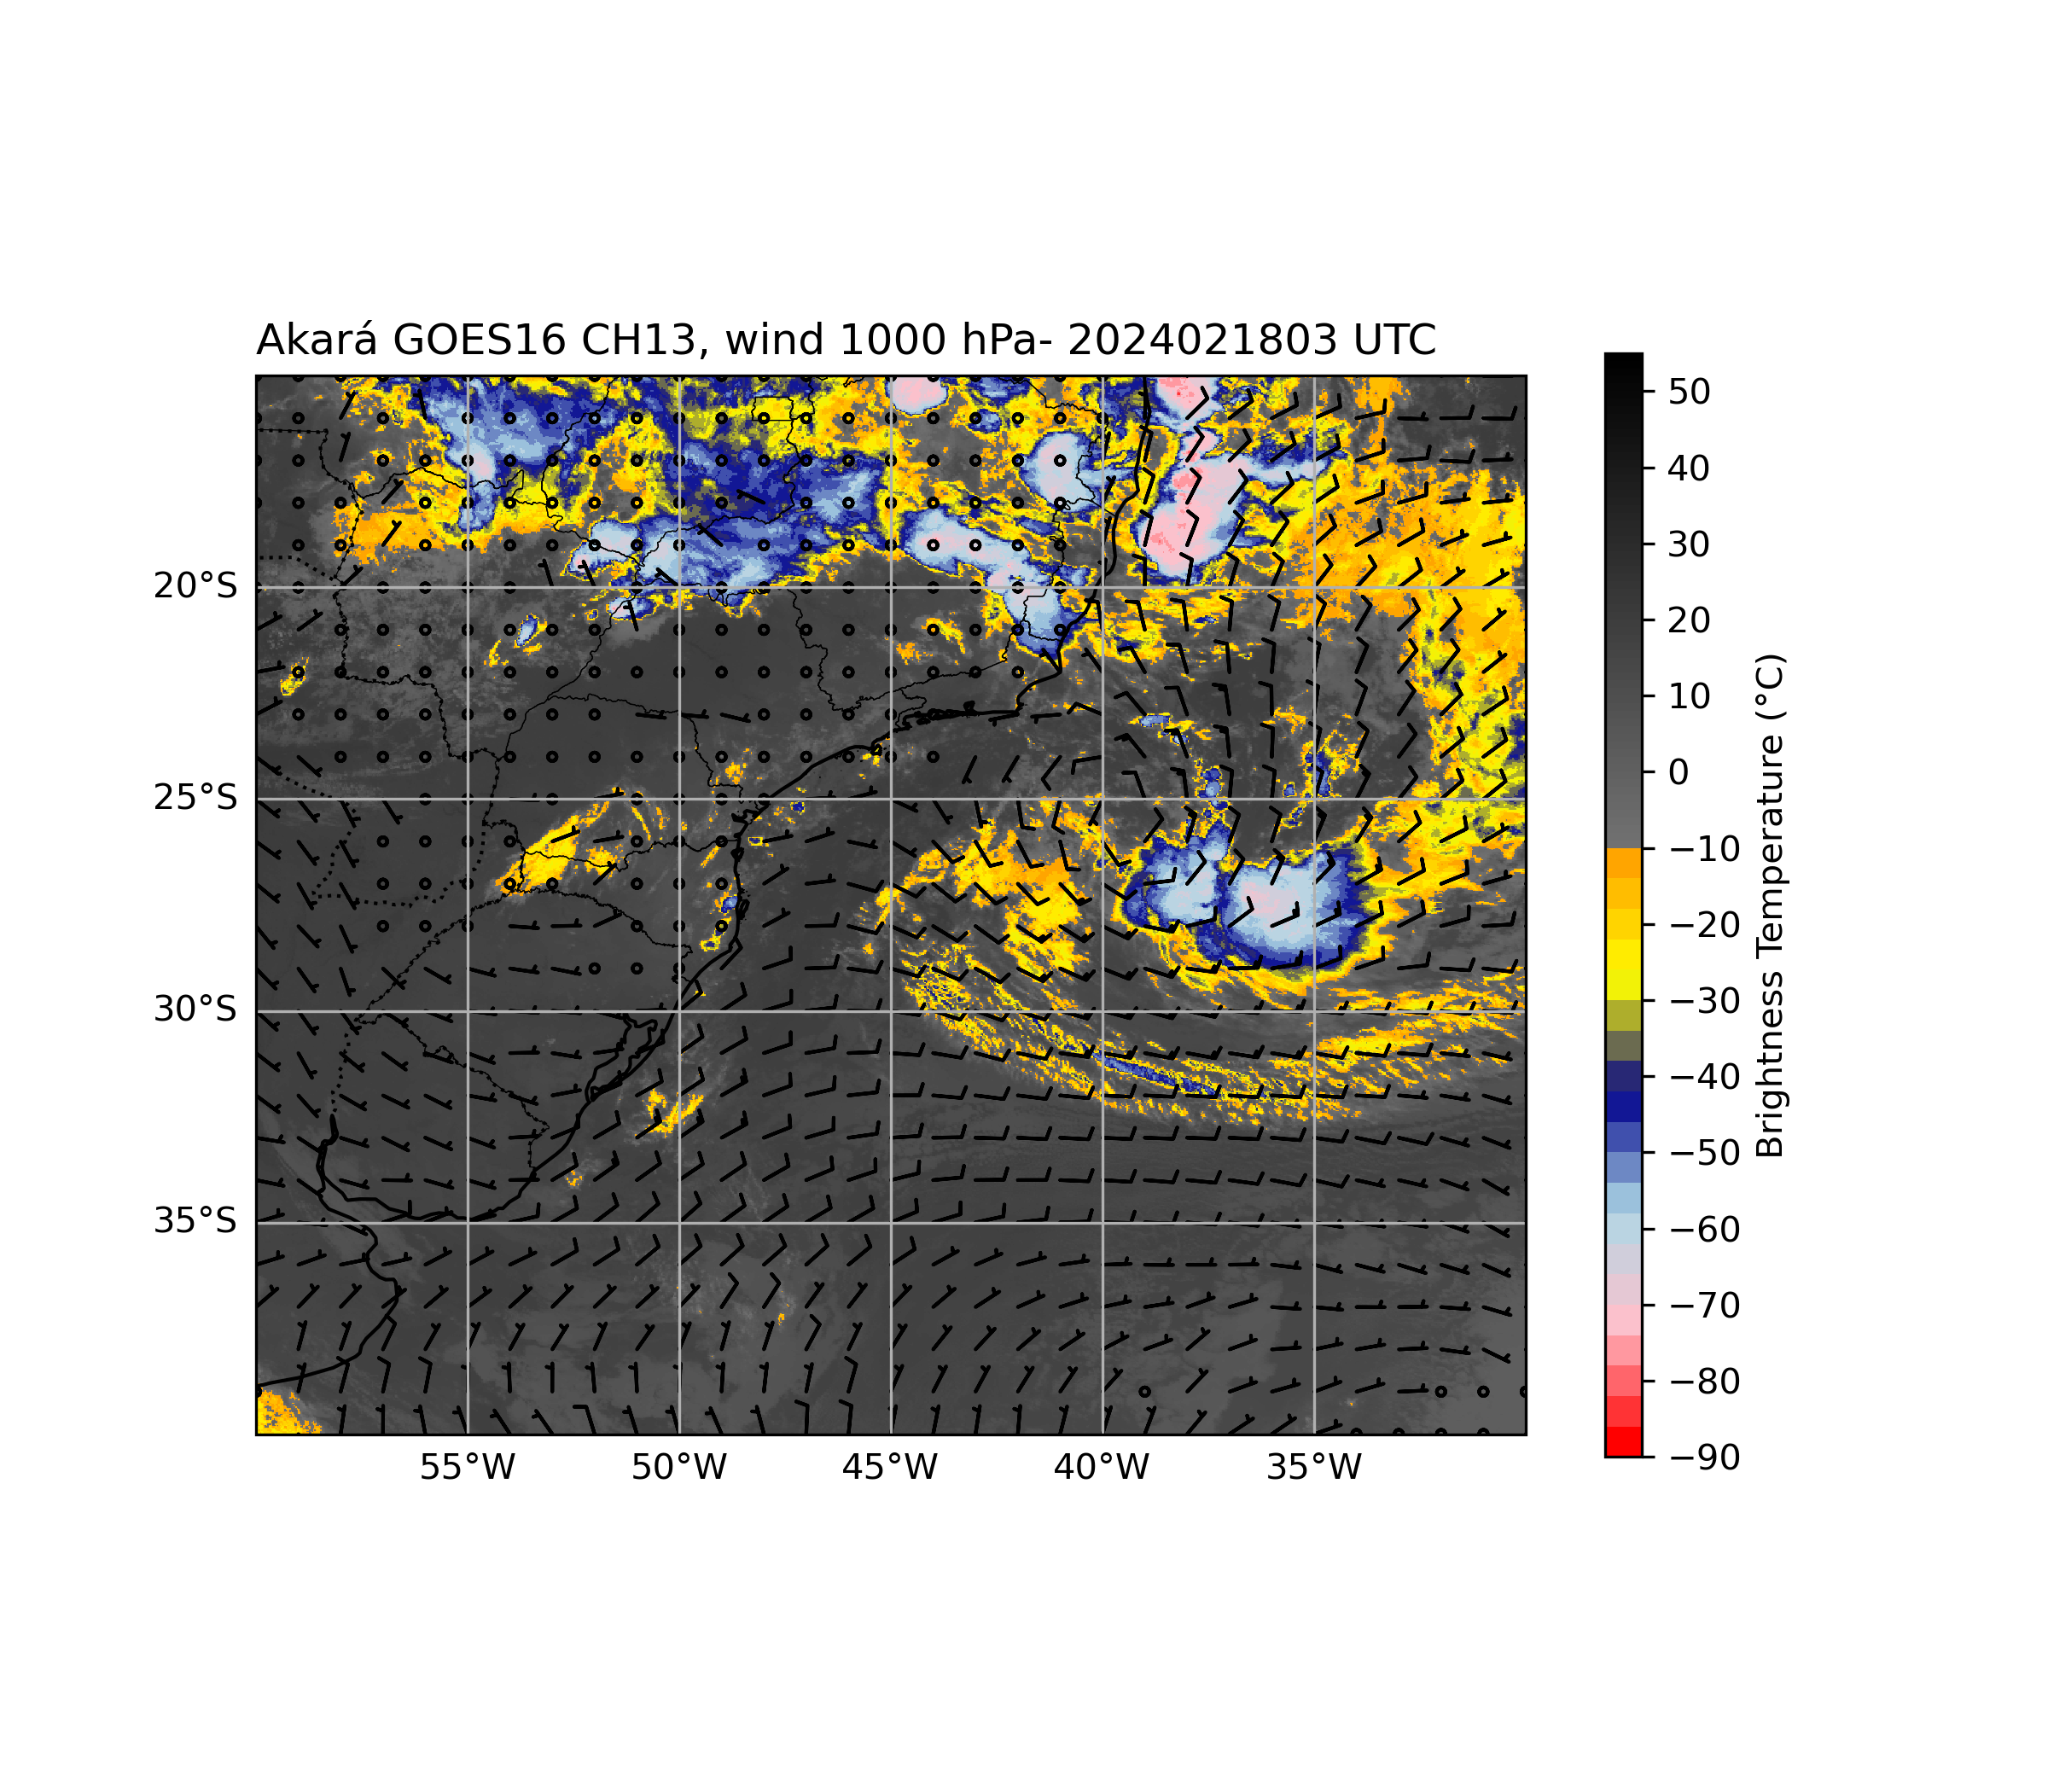 Akará GOES16 CH13, wind 1000 hPa- 2024021803 UTC
20°S
25°S
30°S
35°S
55°W
50°W
45°W
40°W
35°W
50
40
30
20
10
0
−10
−20
−30
−40
−50
−60
−70
−80
−90
Brightness Temperature (°C)